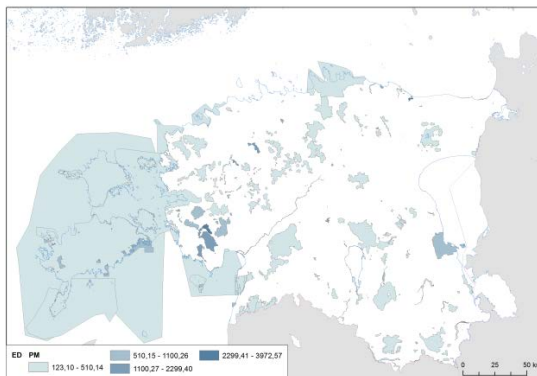 ED PM
123,10 - 510,14
510,15 - 1100,26
1100,27 - 2299,40
2299,41 - 3972,57
0 25 50 km